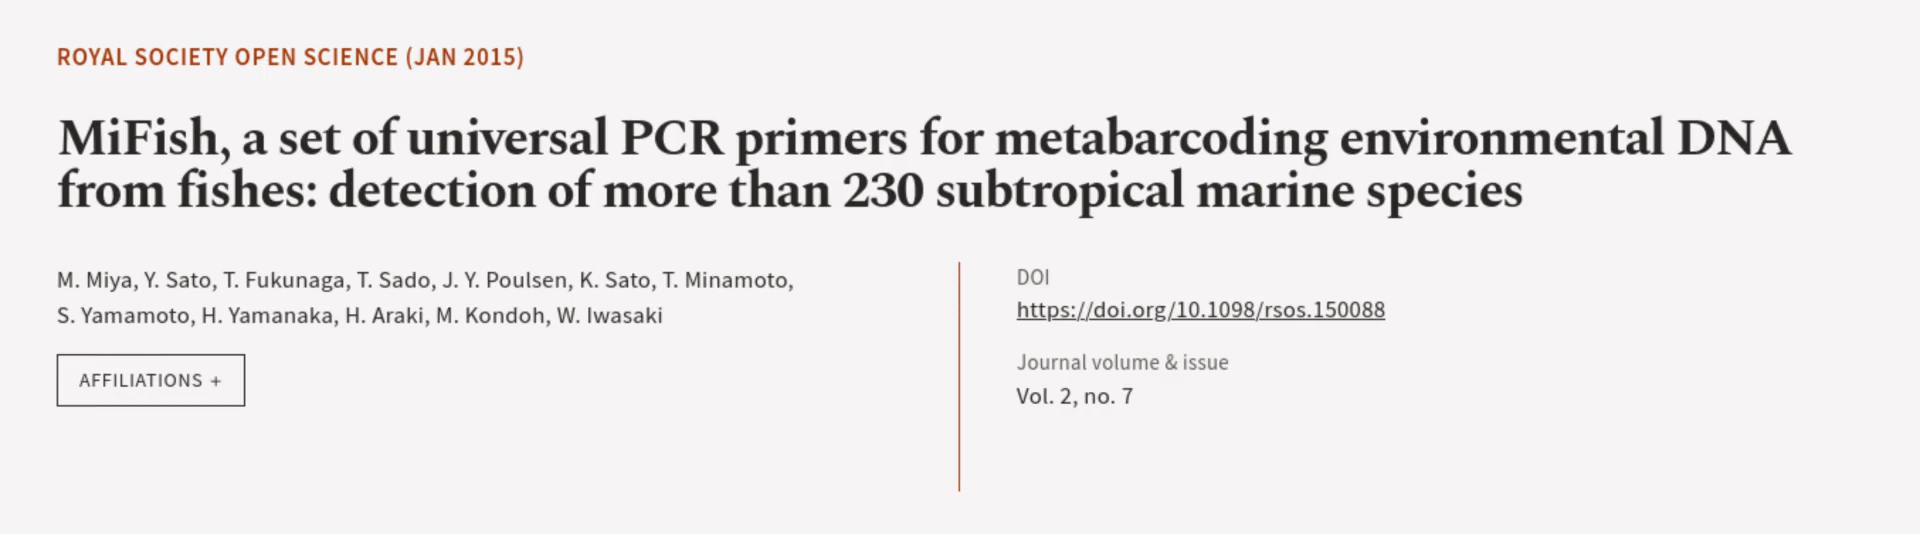 ROYAL SOCIETY OPEN SCIENCE (JAN 2015)
MiFish, a set of universal PCR primers for metabarcoding environmental DNA
from fishes: detection of more than 230 subtropical marine species
M. Miya, Y. Sato, T. Fukunaga, T. Sado, J. Y. Poulsen, K. Sato, T. Minamoto,
S. Yamamoto, H. Yamanaka, H. Araki, M. Kondoh, W. Iwasaki
AFFILIATIONS +
DOI
https://doi.org/10.1098/rsos.150088
Journal volume & issue
Vol. 2, no. 7